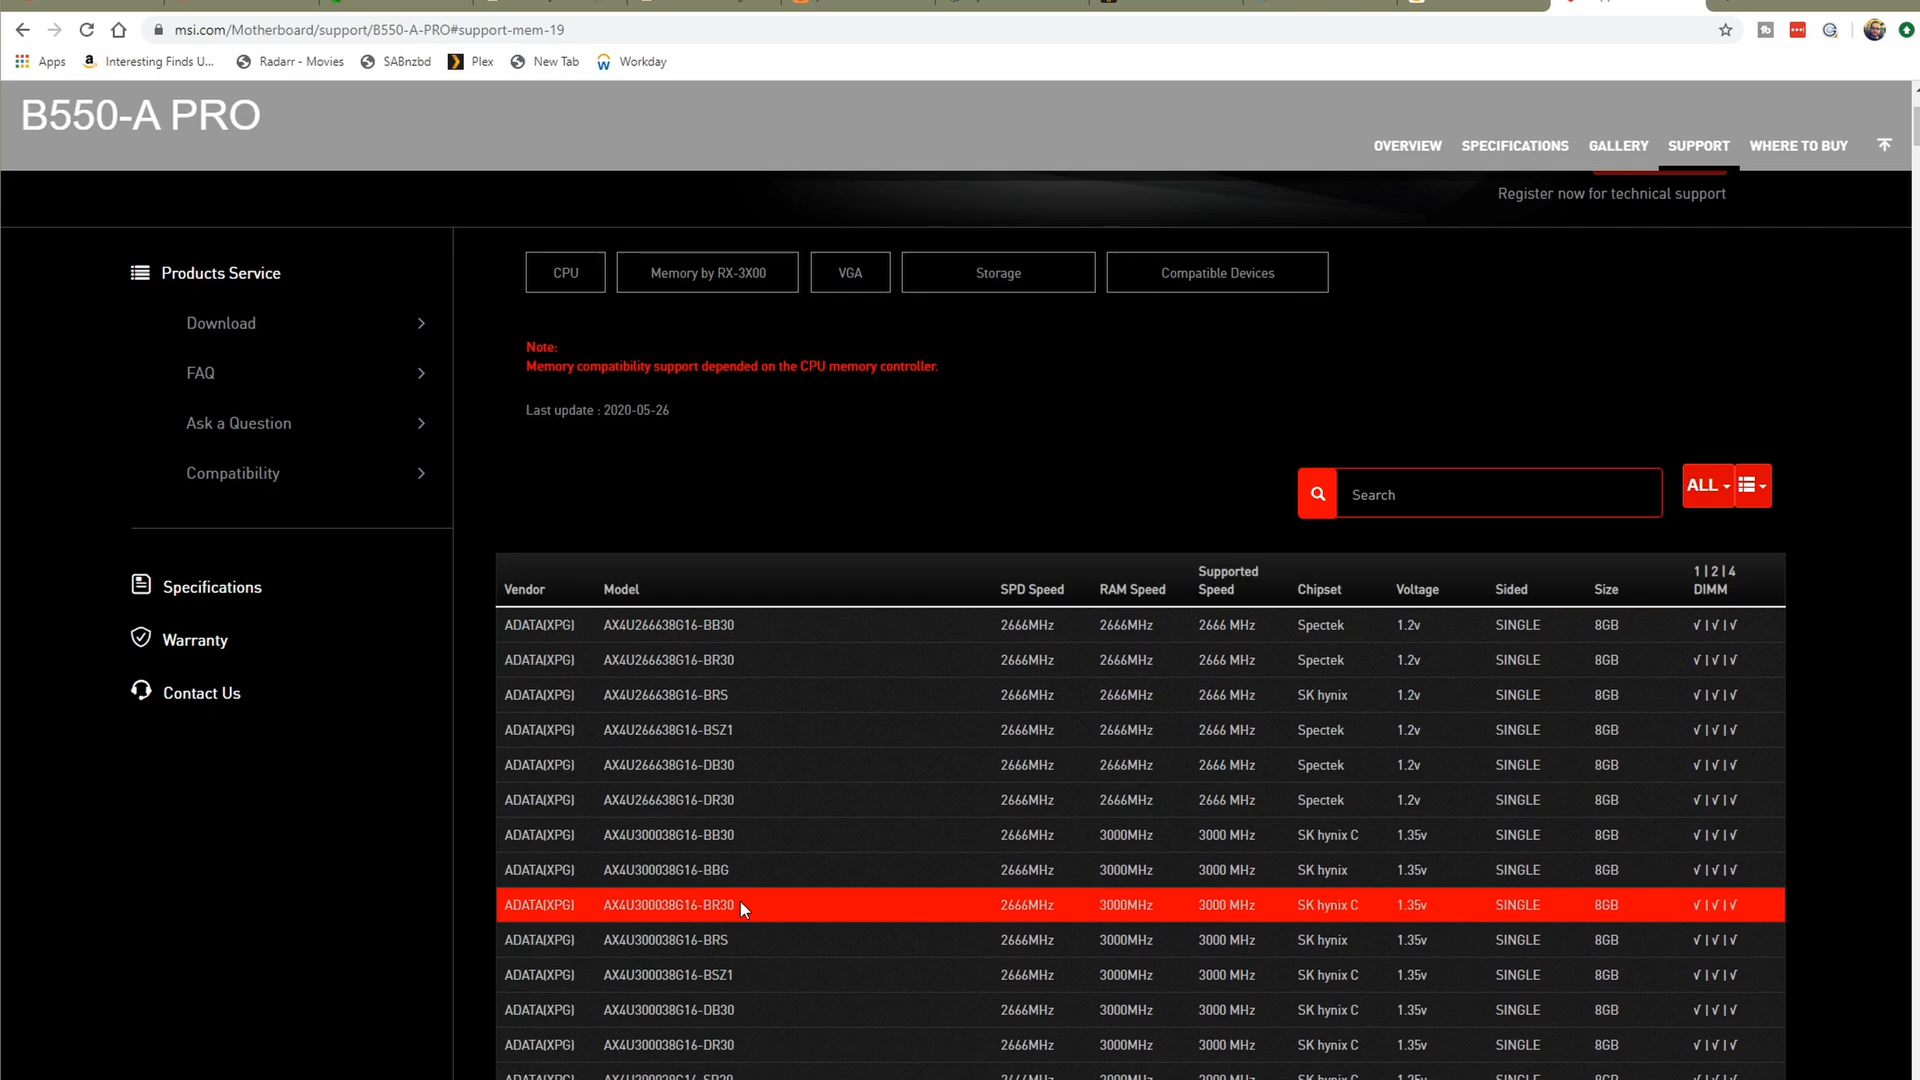 msi.com/Motherboard/support/B550-A-PRO#support-mem-19
Apps Interesting Finds U... Radarr - Movies SABnzbd Plex New Tab Workday
B550-A PRO
OVERVIEW SPECIFICATIONS GALLERY SUPPORT WHERE TO BUY
Register now for technical support
Products Service
Download
FAQ
Ask a Question
Compatibility
Specifications
Warranty
Contact Us
CPU Memory by RX-3X00 VGA Storage Compatible Devices
Note:
Memory compatibility support depended on the CPU memory controller.
Last update : 2020-05-26
Search ALL
Vendor Model SPD Speed RAM Speed Supported Speed Chipset Voltage Sided Size 1 | 2 | 4 DIMM
ADATA(XPG) AX4U266638G16-BB30 2666MHz 2666MHz 2666 MHz Spectek 1.2v SINGLE 8GB √ | √ | √
ADATA(XPG) AX4U266638G16-BR30 2666MHz 2666MHz 2666 MHz Spectek 1.2v SINGLE 8GB √ | √ | √
ADATA(XPG) AX4U266638G16-BRS 2666MHz 2666MHz 2666 MHz SK hynix 1.2v SINGLE 8GB √ | √ | √
ADATA(XPG) AX4U266638G16-BSZ1 2666MHz 2666MHz 2666 MHz Spectek 1.2v SINGLE 8GB √ | √ | √
ADATA(XPG) AX4U266638G16-DB30 2666MHz 2666MHz 2666 MHz Spectek 1.2v SINGLE 8GB √ | √ | √
ADATA(XPG) AX4U266638G16-DR30 2666MHz 2666MHz 2666 MHz Spectek 1.2v SINGLE 8GB √ | √ | √
ADATA(XPG) AX4U300038G16-BB30 2666MHz 3000MHz 3000 MHz SK hynix C 1.35v SINGLE 8GB √ | √ | √
ADATA(XPG) AX4U300038G16-BBG 2666MHz 3000MHz 3000 MHz SK hynix 1.35v SINGLE 8GB √ | √ | √
ADATA(XPG) AX4U300038G16-BR30 2666MHz 3000MHz 3000 MHz SK hynix C 1.35v SINGLE 8GB √ | √ | √
ADATA(XPG) AX4U300038G16-BRS 2666MHz 3000MHz 3000 MHz SK hynix 1.35v SINGLE 8GB √ | √ | √
ADATA(XPG) AX4U300038G16-BSZ1 2666MHz 3000MHz 3000 MHz SK hynix C 1.35v SINGLE 8GB √ | √ | √
ADATA(XPG) AX4U300038G16-DB30 2666MHz 3000MHz 3000 MHz SK hynix C 1.35v SINGLE 8GB √ | √ | √
ADATA(XPG) AX4U300038G16-DR30 2666MHz 3000MHz 3000 MHz SK hynix C 1.35v SINGLE 8GB √ | √ | √